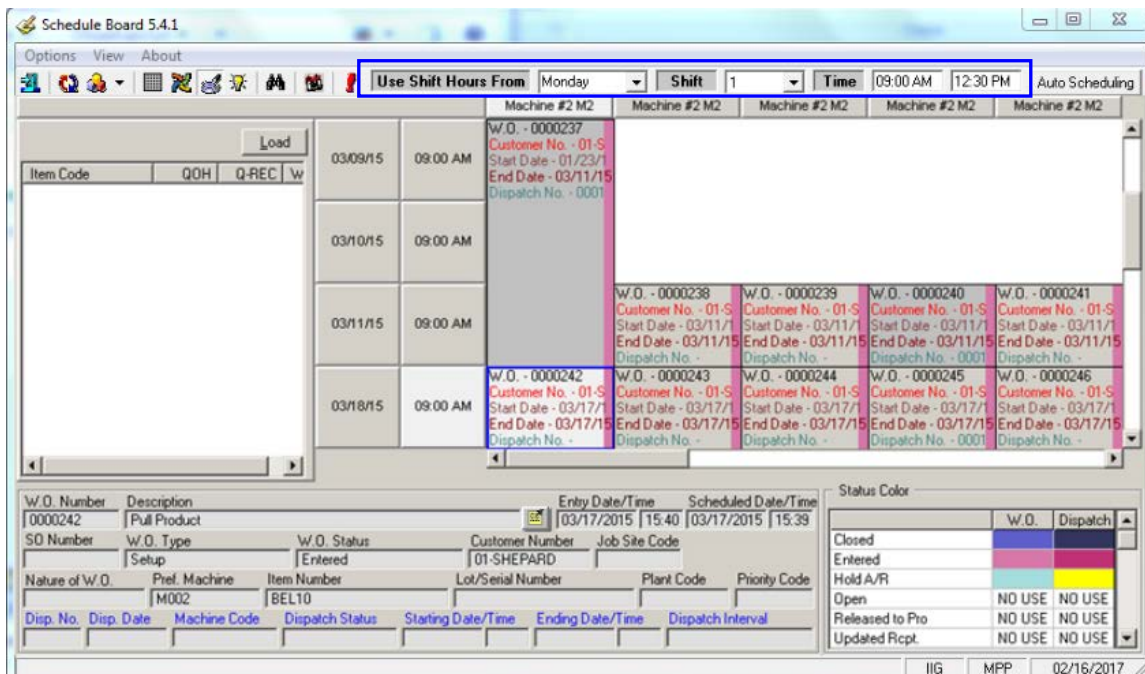 Schedule Board 5.4.1
Options View About
Use Shift Hours From Monday Shift 1 Time 09:00 AM 12:30 PM Auto Scheduling
Machine #2 M2 Machine #2 M2 Machine #2 M2 Machine #2 M2 Machine #2 M2
Load
Item Code QOH Q-REC W
03/09/15 09:00 AM
W.O. - 0000237
Customer No. - 01-S
Start Date - 01/23/1
End Date - 03/11/15
Dispatch No. - 0001
03/10/15 09:00 AM
03/11/15 09:00 AM
W.O. - 0000238 W.O. - 0000239 W.O. - 0000240 W.O. - 0000241
Customer No. - 01-S Customer No. - 01-S Customer No. - 01-S Customer No. - 01-S
Start Date - 03/11/1 Start Date - 03/11/1 Start Date - 03/11/1 Start Date - 03/11/1
End Date - 03/11/15 End Date - 03/11/15 End Date - 03/11/15 End Date - 03/11/15
Dispatch No. - Dispatch No. - Dispatch No. - 0001 Dispatch No. -
03/18/15 09:00 AM
W.O. - 0000242 W.O. - 0000243 W.O. - 0000244 W.O. - 0000245 W.O. - 0000246
Customer No. - 01-S Customer No. - 01-S Customer No. - 01-S Customer No. - 01-S Customer No. - 01-S
Start Date - 03/17/1 Start Date - 03/17/1 Start Date - 03/17/1 Start Date - 03/17/1 Start Date - 03/17/1
End Date - 03/17/15 End Date - 03/17/15 End Date - 03/17/15 End Date - 03/17/15 End Date - 03/17/15
Dispatch No. - Dispatch No. - Dispatch No. - Dispatch No. - 0001 Dispatch No. -
W.O. Number Description Entry Date/Time Scheduled Date/Time
0000242 Pull Product 03/17/2015 15:40 03/17/2015 15:39
SO Number W.O. Type W.O. Status Customer Number Job Site Code
Setup Entered 01-SHEPARD
Nature of W.O. Pref. Machine Item Number Lot/Serial Number Plant Code Priority Code
M002 BEL10
Disp. No. Disp. Date Machine Code Dispatch Status Starting Date/Time Ending Date/Time Dispatch Interval
Status Color
W.O. Dispatch
Closed
Entered
Hold A/R
Open NO USE NO USE
Released to Pro NO USE NO USE
Updated Rcpt. NO USE NO USE
IIG MPP 02/16/2017